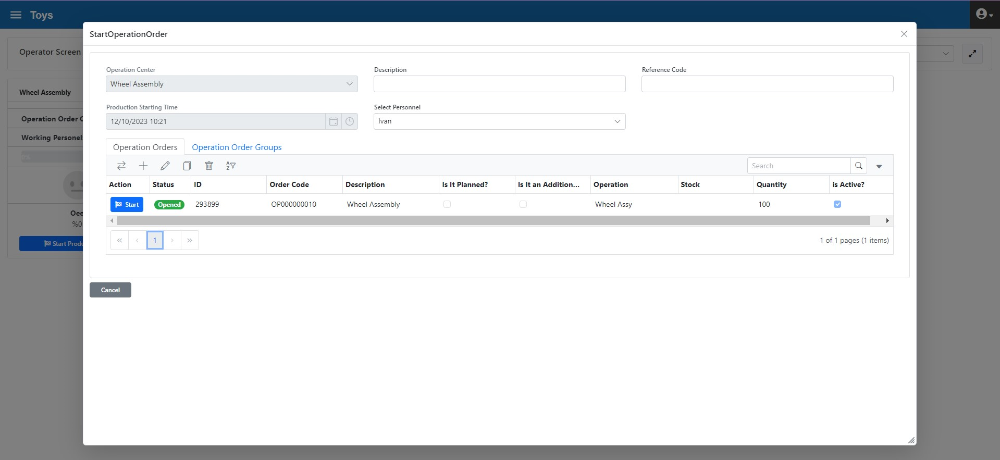 Toys
StartOperationOrder
Operator Screen
Operation Center
Description
Reference Code
Wheel Assembly
Production Starting Time
Select Personnel
12/10/2023 10:21
Ivan
Wheel Assembly
Operation Order
Working Personel:
0%
Oee
%0
Start Produ
Operation Orders
Operation Order Groups
Search
Action
Status
ID
Order Code
Description
Is It Planned?
Is It an Addition...
Operation
Stock
Quantity
is Active?
Start
Opened
293899
OP000000010
Wheel Assembly
Wheel Assy
100
«
‹
1
›
»
1 of 1 pages (1 items)
Cancel